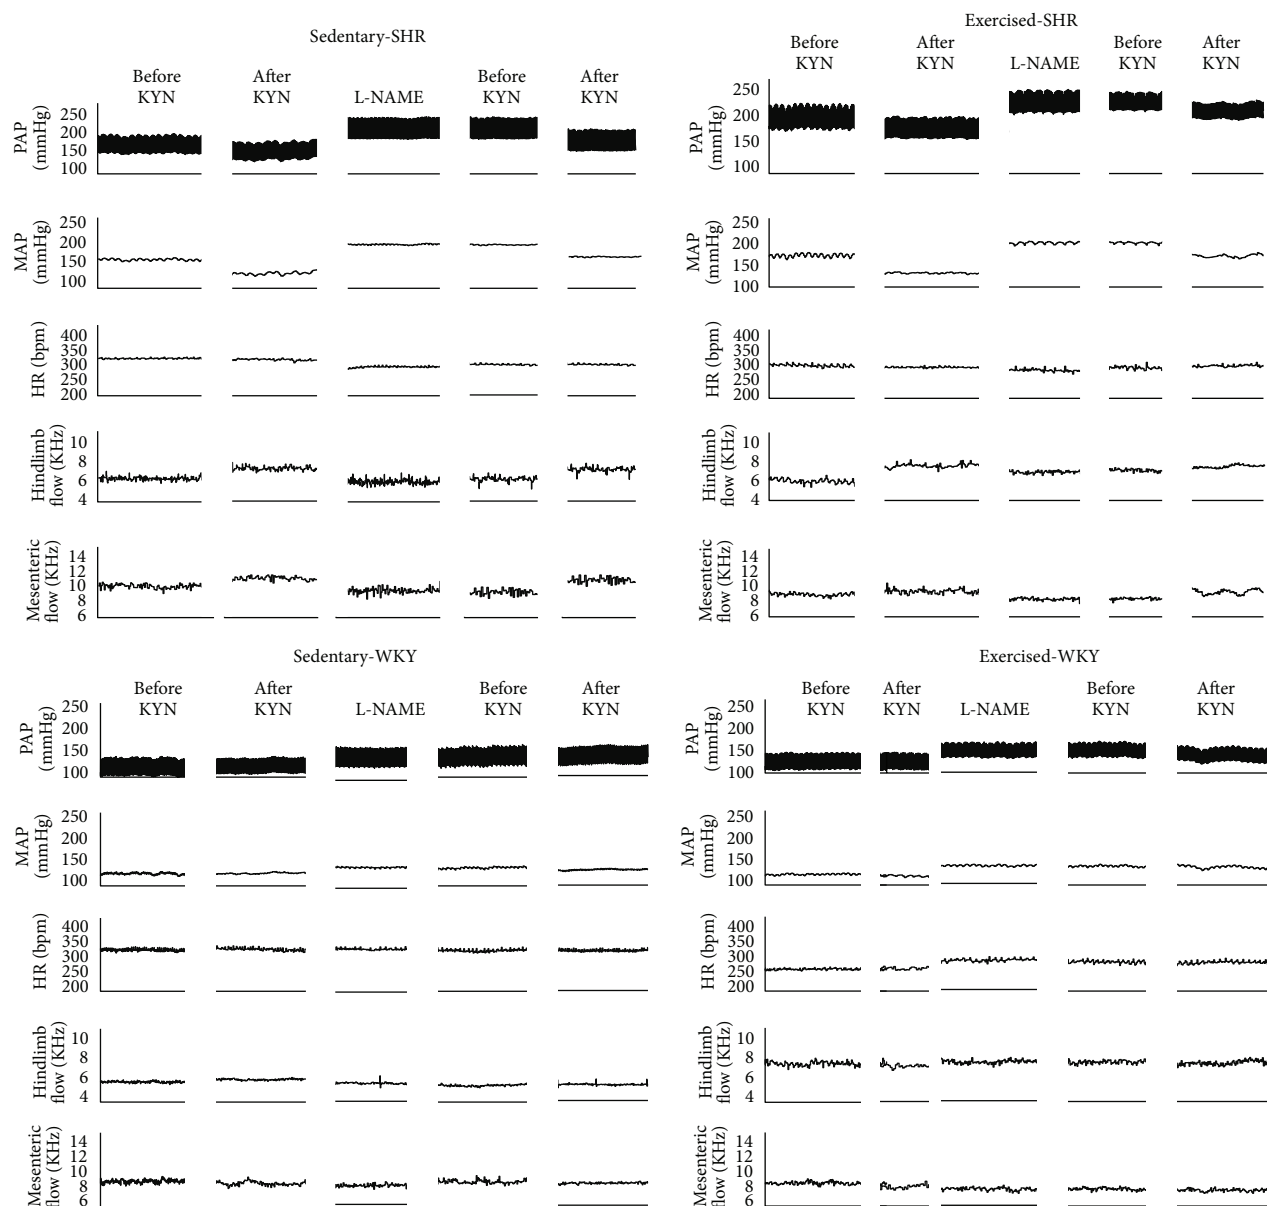 Sedentary-SHR
Before KYN
After KYN
L-NAME
Before KYN
After KYN
PAP (mmHg)
250
200
150
100
MAP (mmHg)
250
200
150
100
HR (bpm)
400
350
300
250
200
Hindlimb flow (KHz)
10
8
6
4
Mesenteric flow (KHz)
14
12
10
8
6
Exercised-SHR
Before KYN
After KYN
L-NAME
Before KYN
After KYN
PAP (mmHg)
250
200
150
100
MAP (mmHg)
250
200
150
100
HR (bpm)
400
350
300
250
200
Hindlimb flow (KHz)
10
8
6
4
Mesenteric flow (KHz)
14
12
10
8
6
Sedentary-WKY
Before KYN
After KYN
L-NAME
Before KYN
After KYN
PAP (mmHg)
250
200
150
100
MAP (mmHg)
250
200
150
100
HR (bpm)
400
350
300
250
200
Hindlimb flow (KHz)
10
8
6
4
Mesenteric flow (KHz)
14
12
10
8
6
Exercised-WKY
Before KYN
After KYN
L-NAME
Before KYN
After KYN
PAP (mmHg)
250
200
150
100
MAP (mmHg)
250
200
150
100
HR (bpm)
400
350
300
250
200
Hindlimb flow (KHz)
10
8
6
4
Mesenteric flow (KHz)
14
12
10
8
6